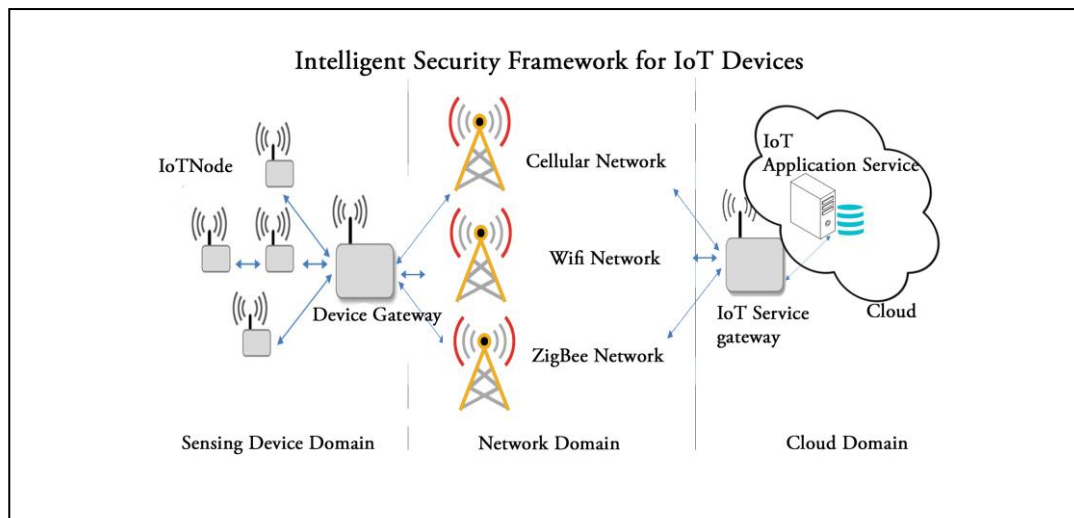 Intelligent Security Framework for IoT Devices
IoTNode
Device Gateway
Cellular Network
Wifi Network
ZigBee Network
IoT
Application Service
IoT Service
gateway
Cloud
Sensing Device Domain
Network Domain
Cloud Domain